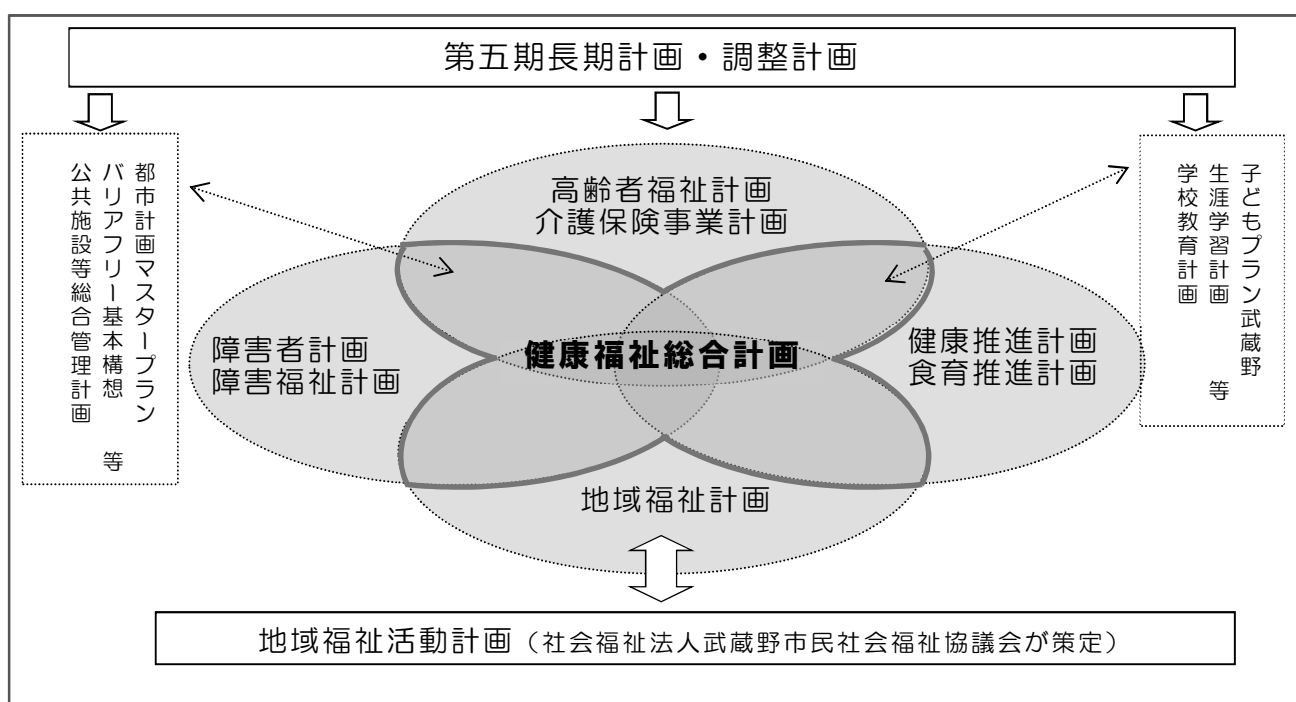 第五期長期計画・調整計画
都市計画マスタープラン
バリアフリー基本構想 等
公共施設等総合管理計画
高齢者福祉計画
介護保険事業計画
子どもプラン武蔵野
生涯学習計画 等
学校教育計画
障害者計画
障害福祉計画
健康福祉総合計画
健康推進計画
食育推進計画
地域福祉計画
地域福祉活動計画（社会福祉法人武蔵野市民社会福祉協議会が策定）